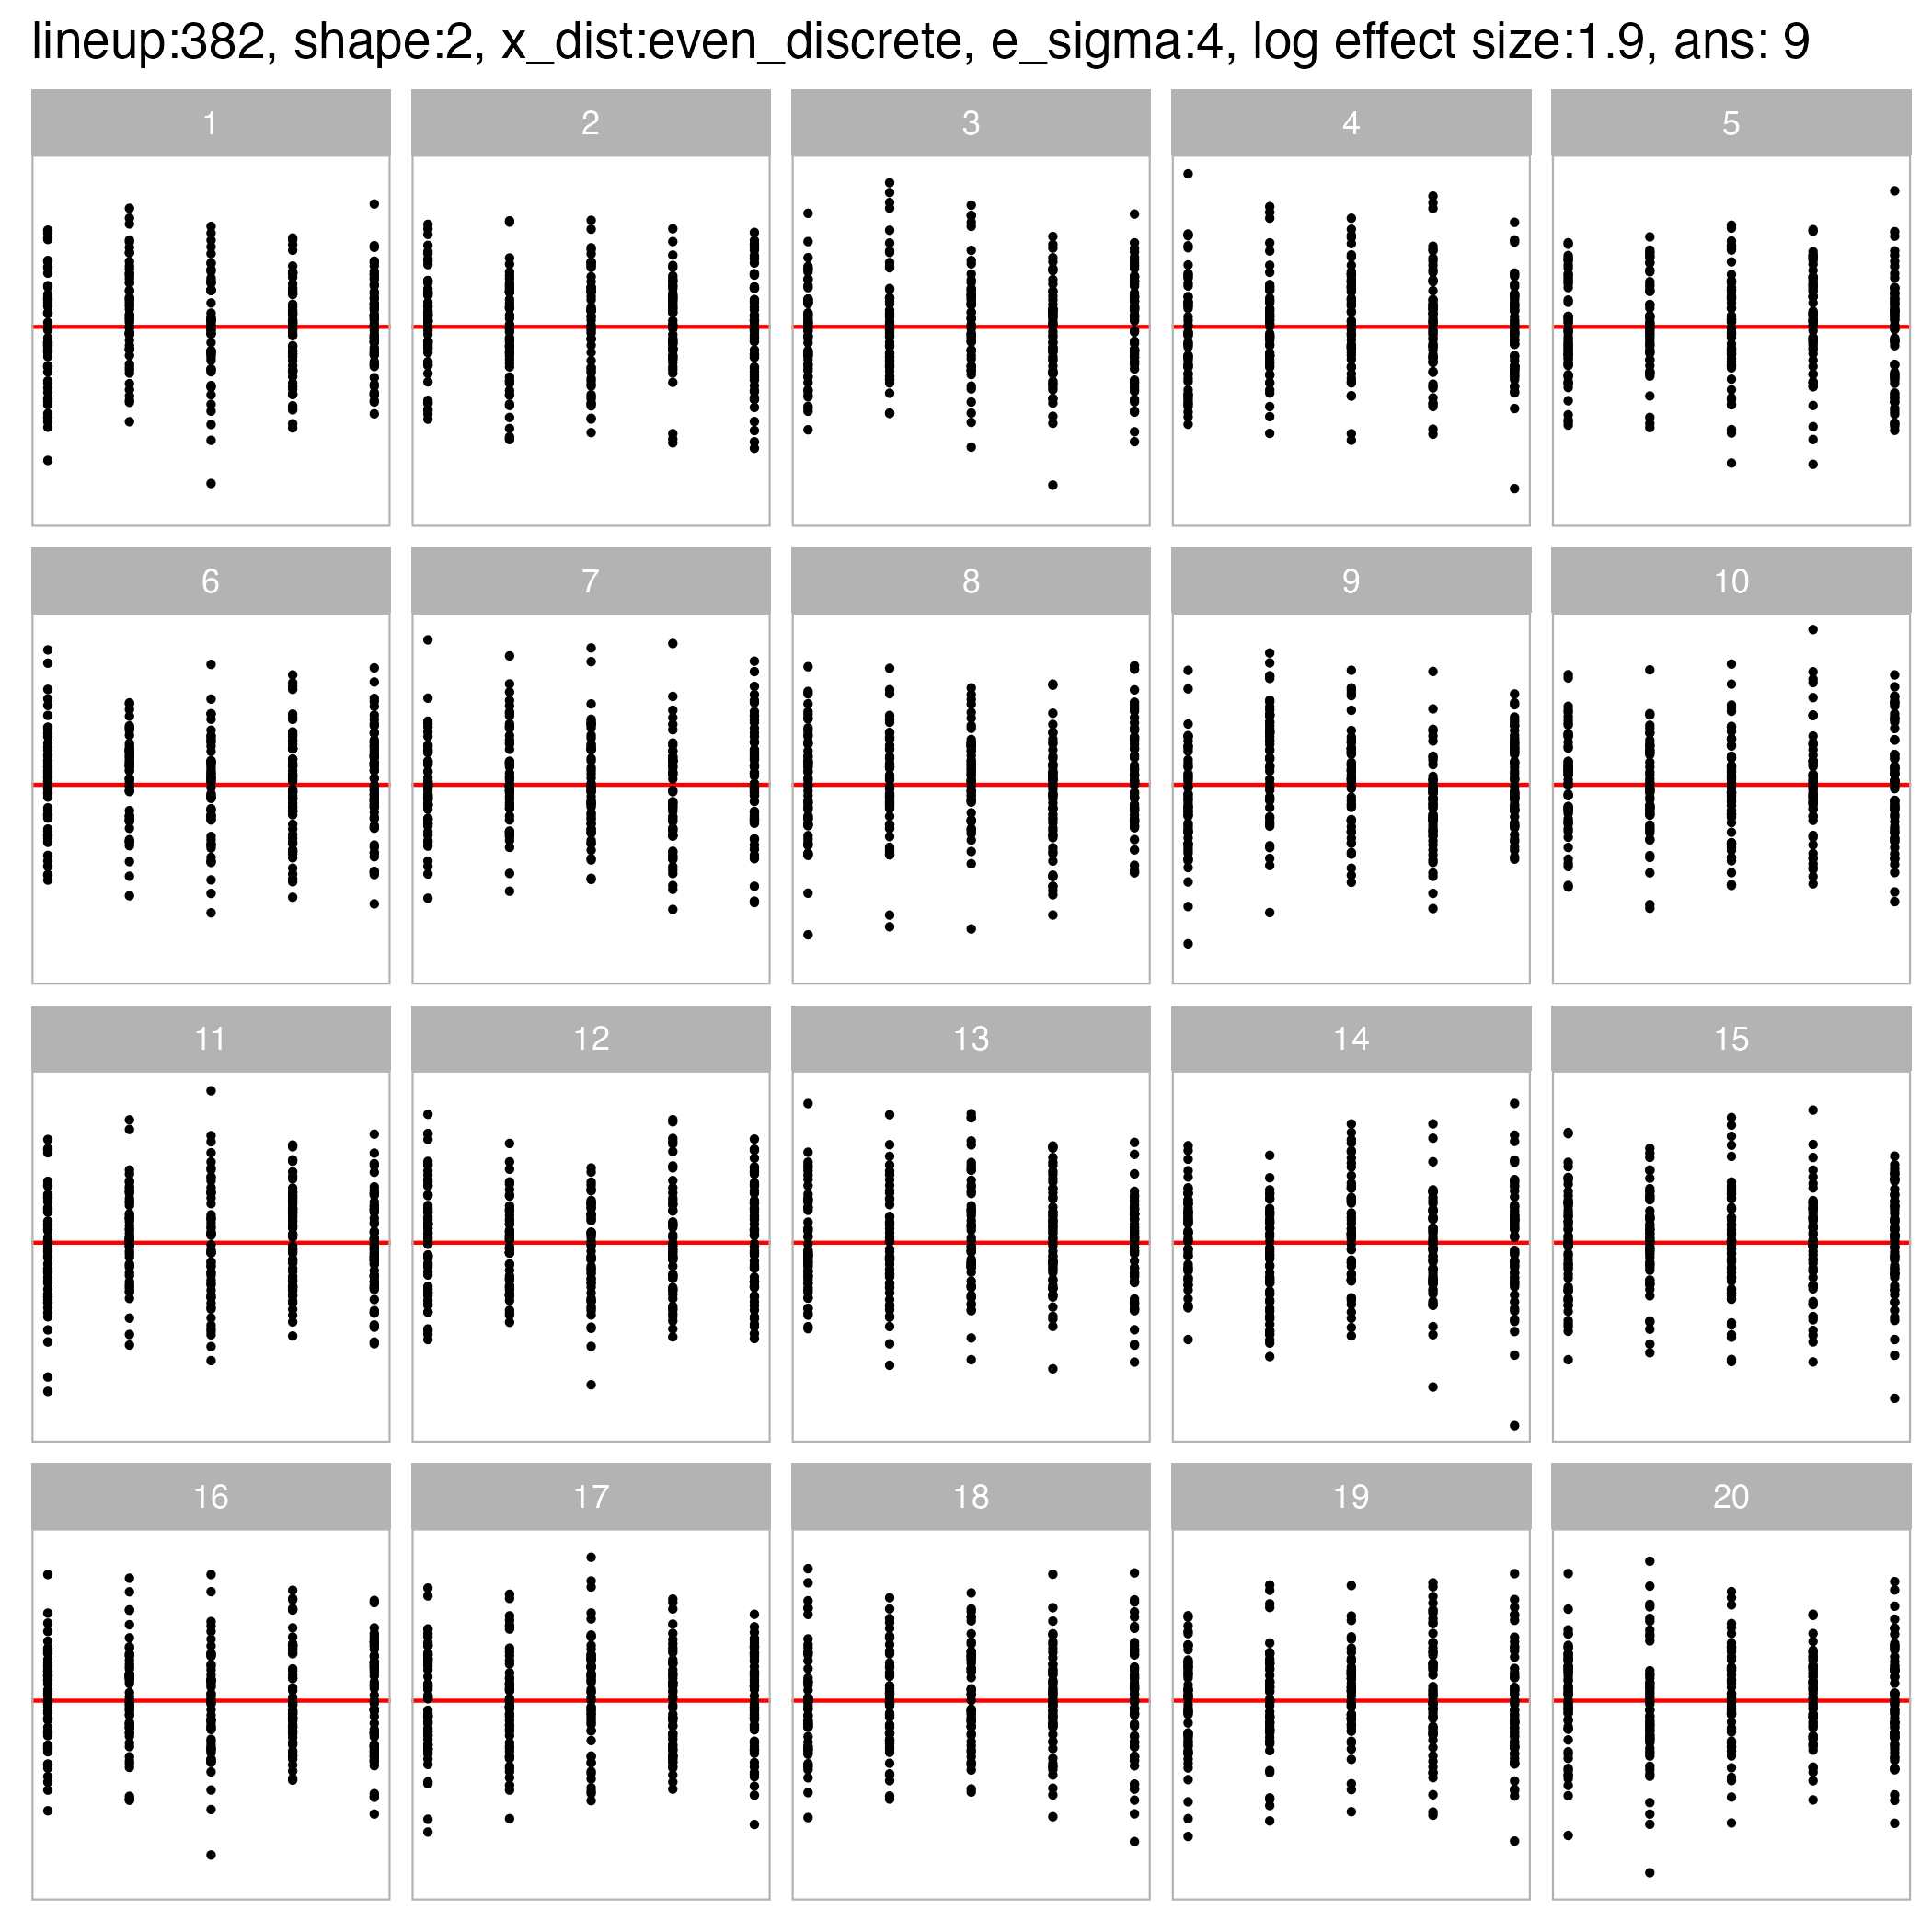 lineup:382, shape:2, x_dist:even_discrete, e_sigma:4, log effect size:1.9, ans: 9
1 2 3 4 5
6 7 8 9 10
11 12 13 14 15
16 17 18 19 20